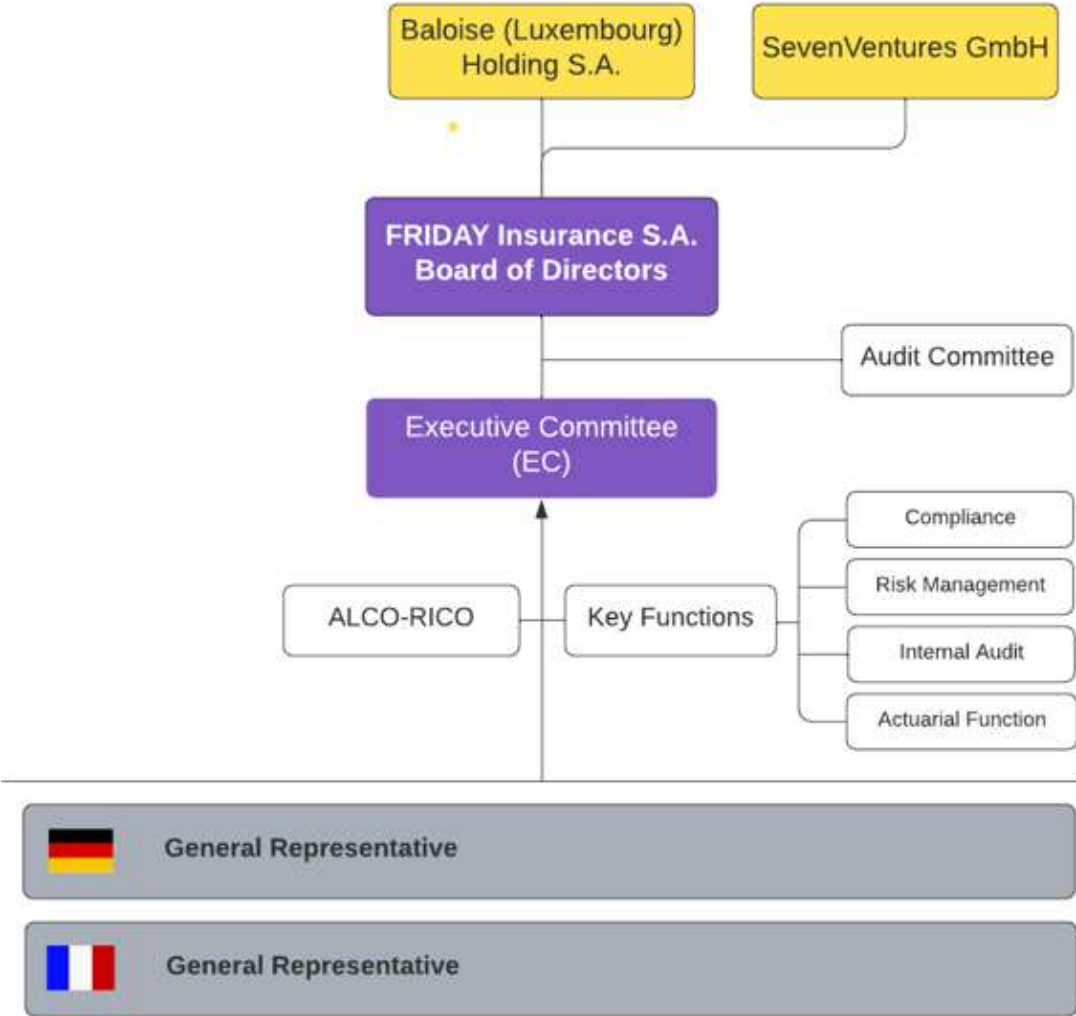 Baloise (Luxembourg)
Holding S.A.
SevenVentures GmbH
FRIDAY Insurance S.A.
Board of Directors
Audit Committee
Executive Committee
(EC)
Compliance
Risk Management
ALCO-RICO
Key Functions
Internal Audit
Actuarial Function
General Representative
General Representative